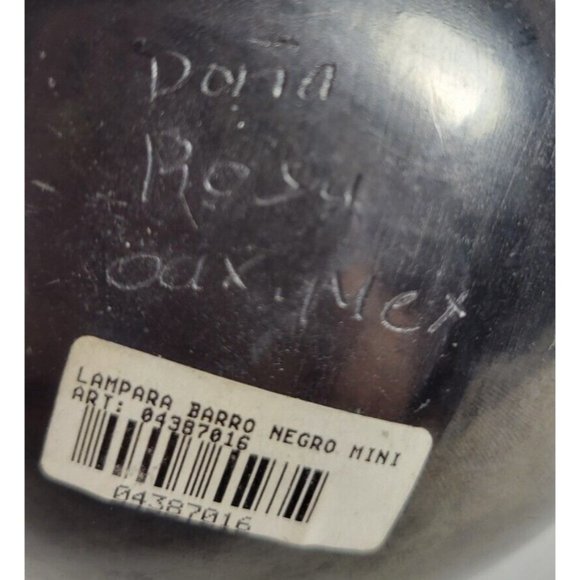 Doña
Rosa
Oax. Mex
LAMPARA BARRO NEGRO MINI
ART: 04387016
04387016